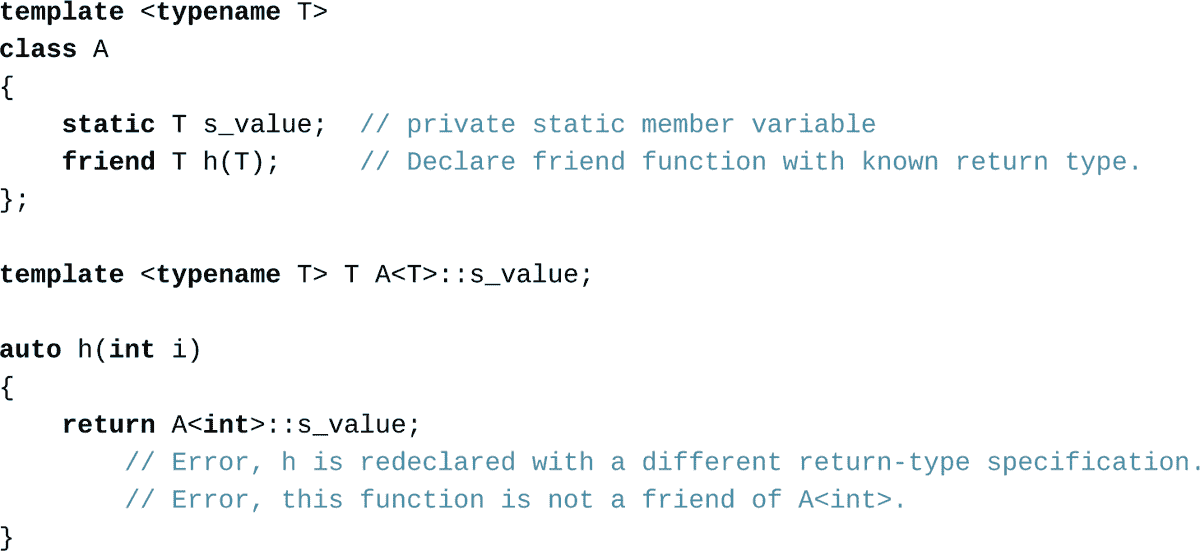 template <typename T>
class A
{
    static T s_value;  // private static member variable
    friend T h(T);     // Declare friend function with known return type.
};

template <typename T> T A<T>::s_value;

auto h(int i)
{
    return A<int>::s_value;
        // Error, h is redeclared with a different return-type specification.
        // Error, this function is not a friend of A<int>.
}